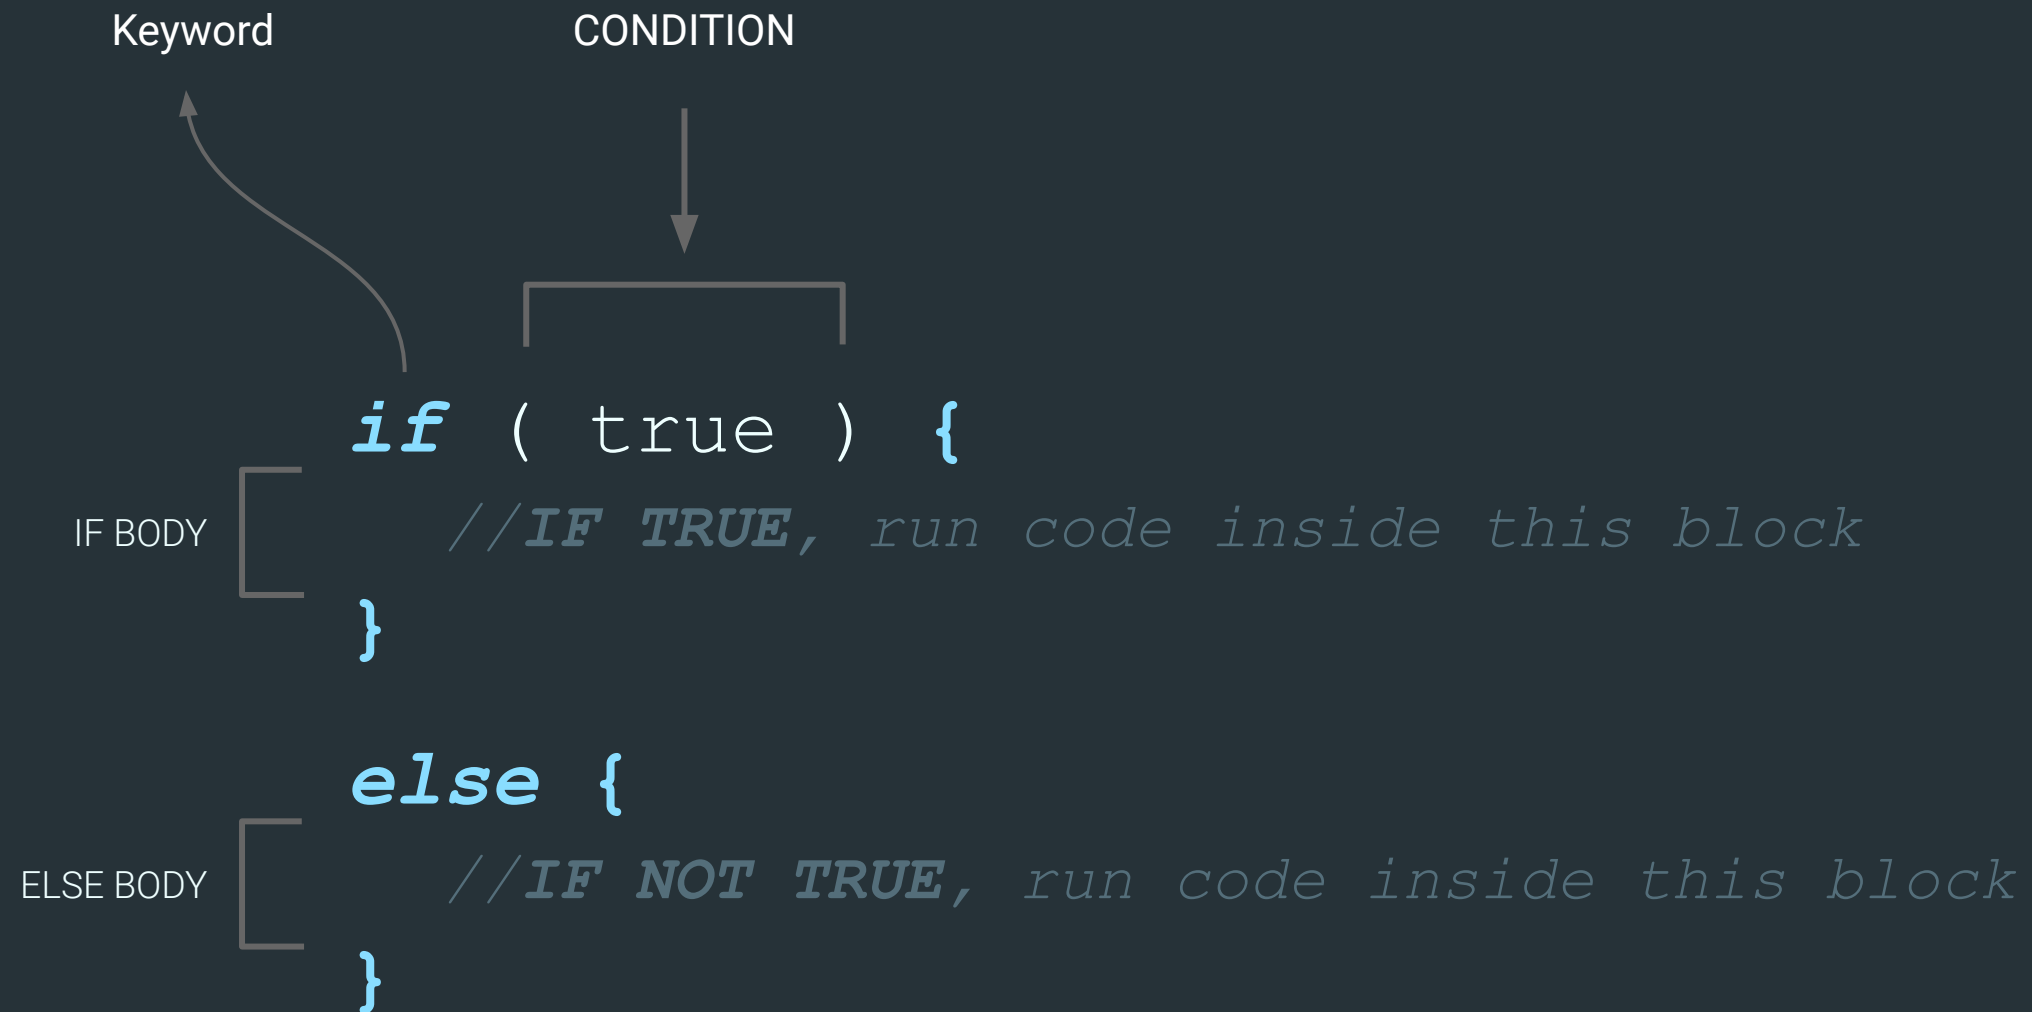 Keyword CONDITION
if ( true ) {
IF BODY //IF TRUE, run code inside this block
}
else {
ELSE BODY //IF NOT TRUE, run code inside this block
}